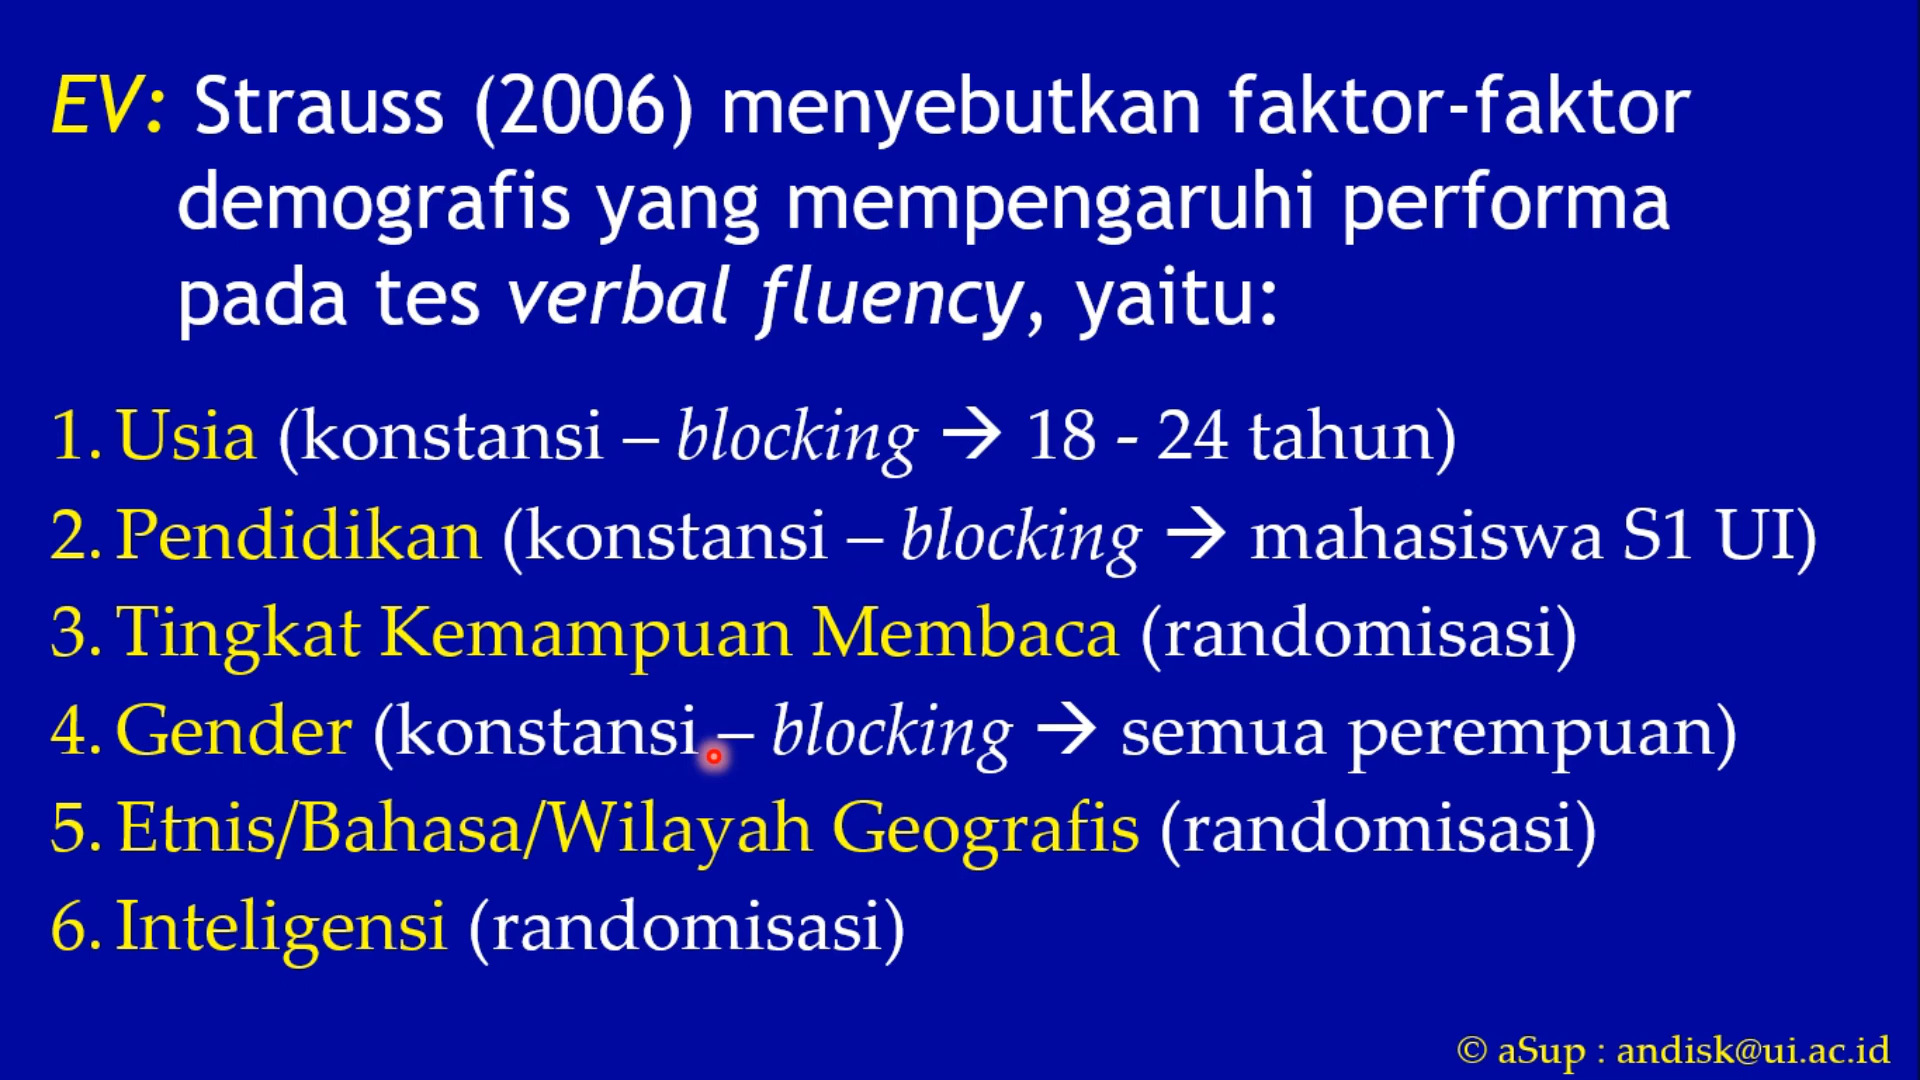 EV: Strauss (2006) menyebutkan faktor-faktor
demografis yang mempengaruhi performa
pada tes verbal fluency, yaitu:
1. Usia (konstansi – blocking → 18 - 24 tahun)
2. Pendidikan (konstansi – blocking → mahasiswa S1 UI)
3. Tingkat Kemampuan Membaca (randomisasi)
4. Gender (konstansi – blocking → semua perempuan)
5. Etnis/Bahasa/Wilayah Geografis (randomisasi)
6. Inteligensi (randomisasi)
© aSup : andisk@ui.ac.id